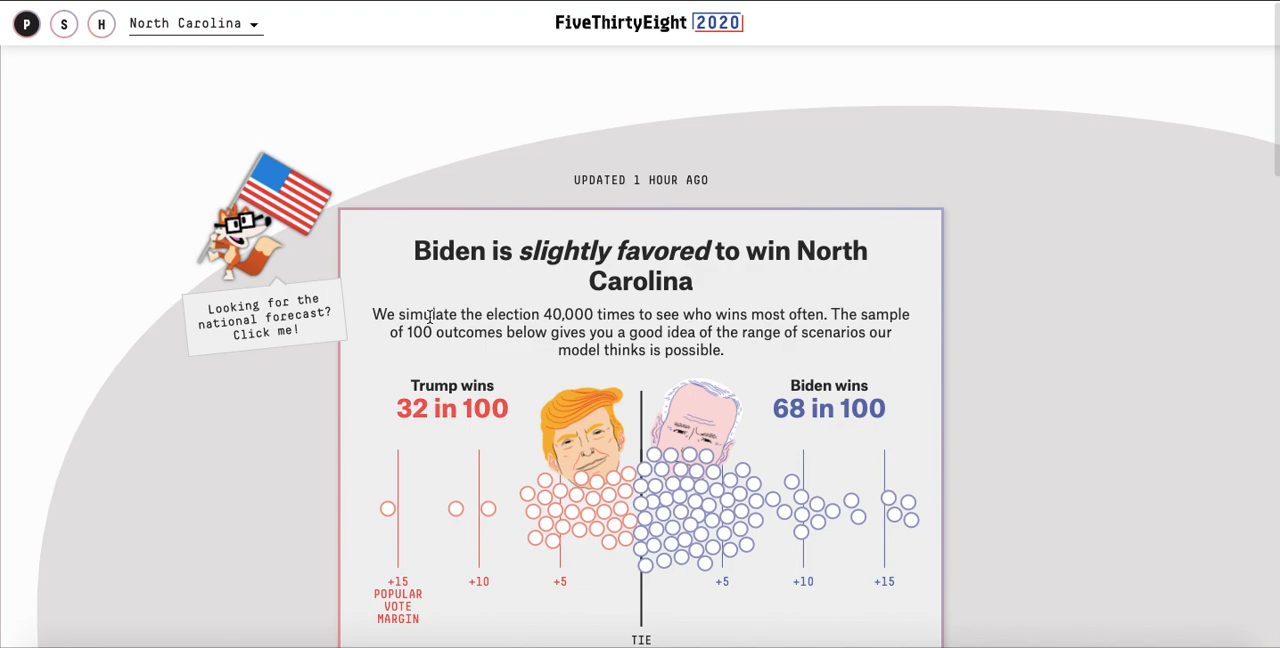 P S H North Carolina
FiveThirtyEight 2020
UPDATED 1 HOUR AGO
Looking for the
national forecast?
Click me!
Biden is slightly favored to win North
Carolina
We simulate the election 40,000 times to see who wins most often. The sample
of 100 outcomes below gives you a good idea of the range of scenarios our
model thinks is possible.
Trump wins
32 in 100
Biden wins
68 in 100
+15 +10 +5 +5 +10 +15
POPULAR
VOTE
MARGIN
TIE